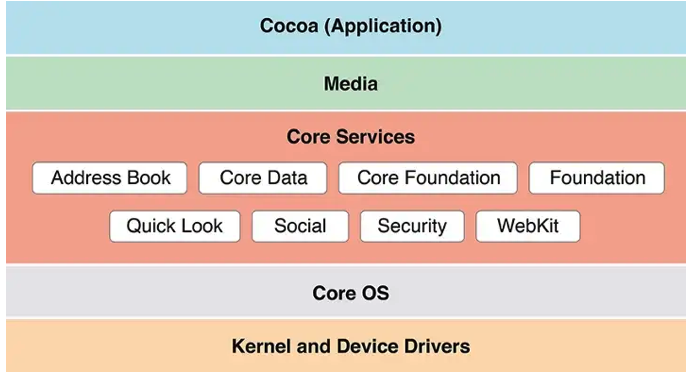 Cocoa (Application)
Media
Core Services
Address Book Core Data Core Foundation Foundation
Quick Look Social Security WebKit
Core OS
Kernel and Device Drivers